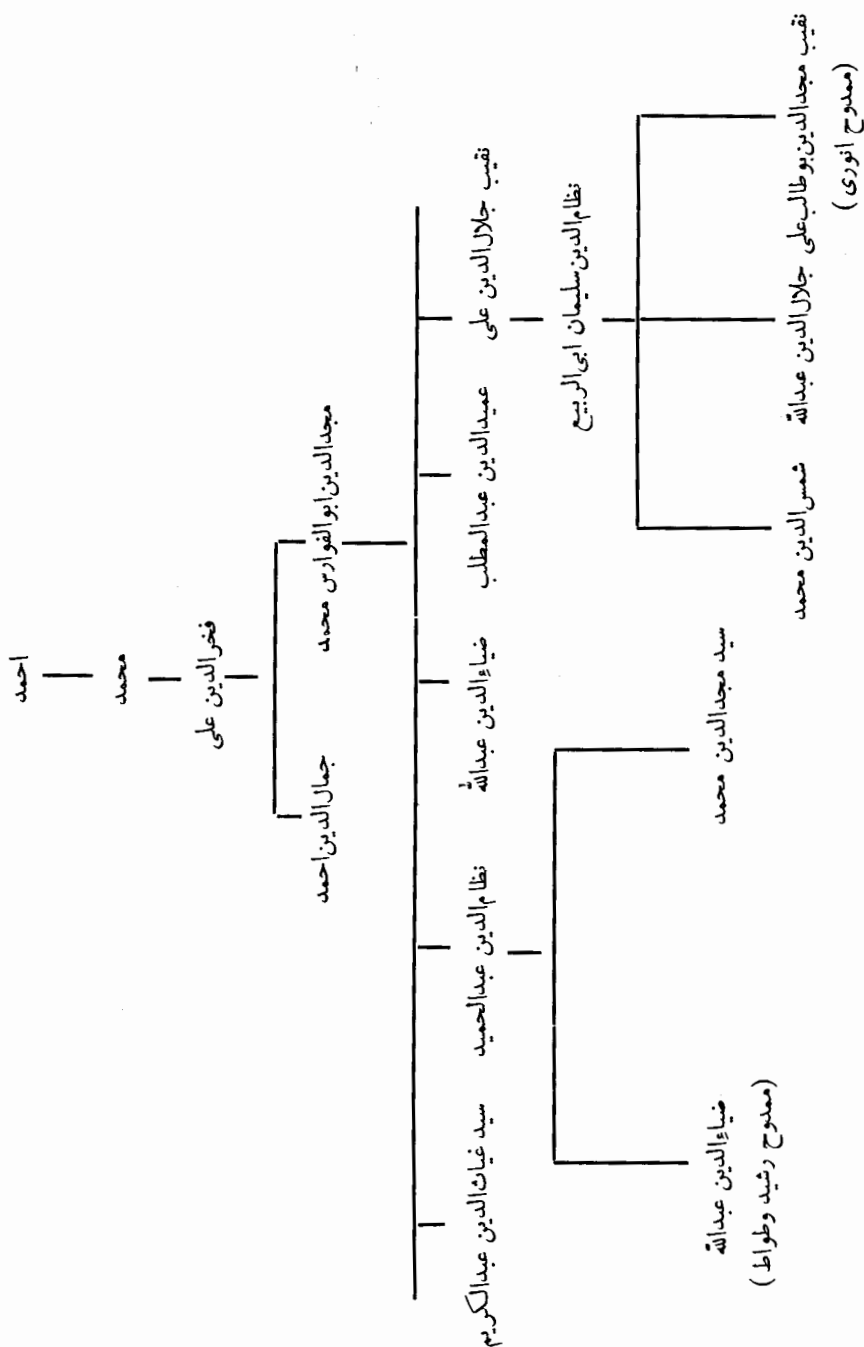 احمد
محمد
فخرالدین علی
مجدالدین ابوالفوارس محمد
جمال‌الدین احمد
نقیب جلال‌الدین علی
عمیدالدین عبدالمطلب
ضیاءالدین عبدالله
نظام‌الدین عبدالحمید
سید غیاث‌الدین عبدالکریم
نظام‌الدین سلیمان ابی‌الربیع
نقیب مجدالدین بوطالب علی
(ممدوح انوری)
جلال‌الدین عبدالله
شمس‌الدین محمد
سید مجدالدین محمد
ضیاءالدین عبدالله
(ممدوح رشید وطواط)